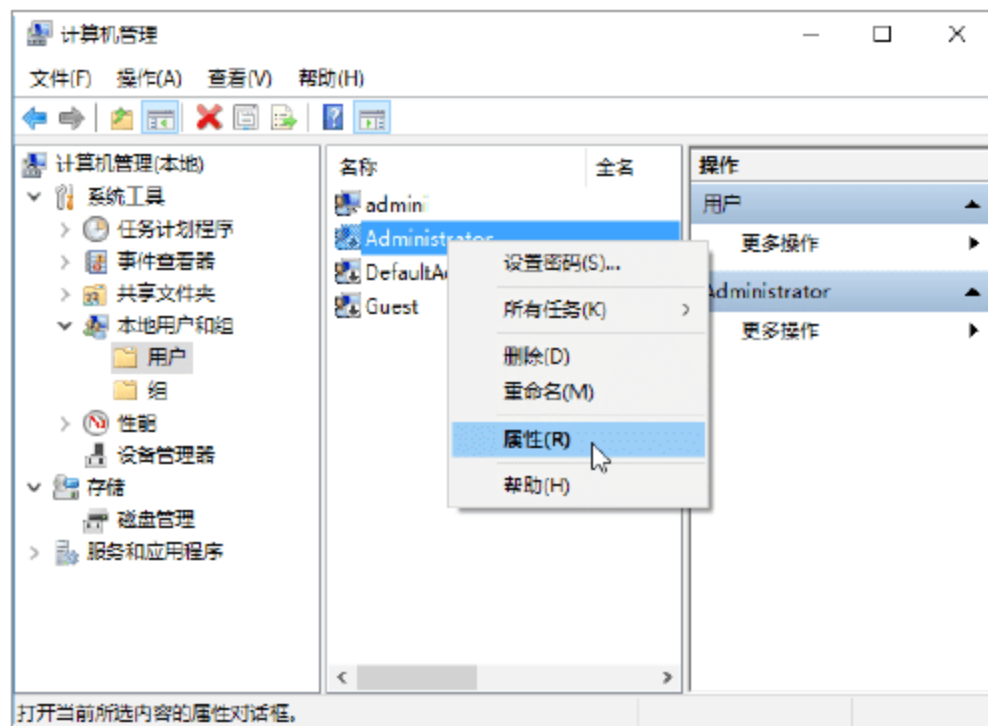 计算机管理
文件(F) 操作(A) 查看(V) 帮助(H)
计算机管理(本地)
系统工具
任务计划程序
事件查看器
共享文件夹
本地用户和组
用户
组
性能
设备管理器
存储
磁盘管理
服务和应用程序
名称 全名
admin
Administrator
DefaultAc
Guest
设置密码(S)...
所有任务(K)
删除(D)
重命名(M)
属性(R)
帮助(H)
操作
用户
更多操作
Administrator
更多操作
打开当前所选内容的属性对话框。